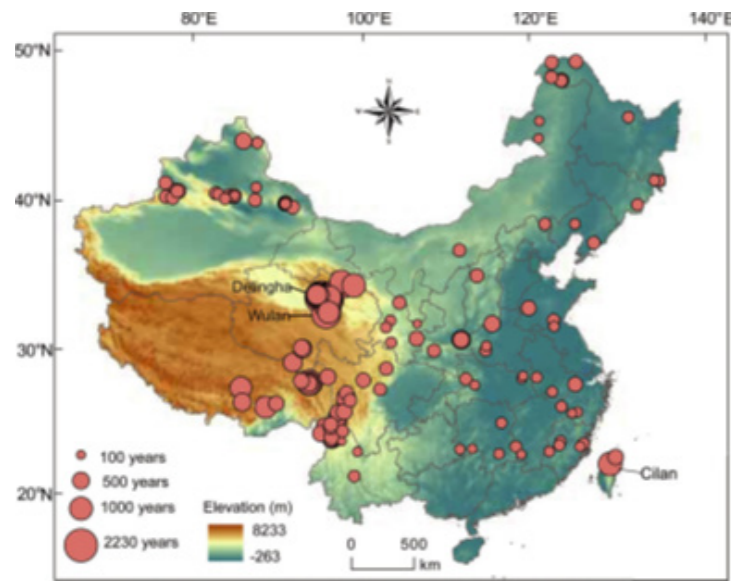 80°N 100°E 120°E 140°E
50°N
40°N
Delingha
Wulan
30°N
100 years
500 years
1000 years
2230 years
20°N
Elevation (m)
8233
-263
0 500
km
Cilan